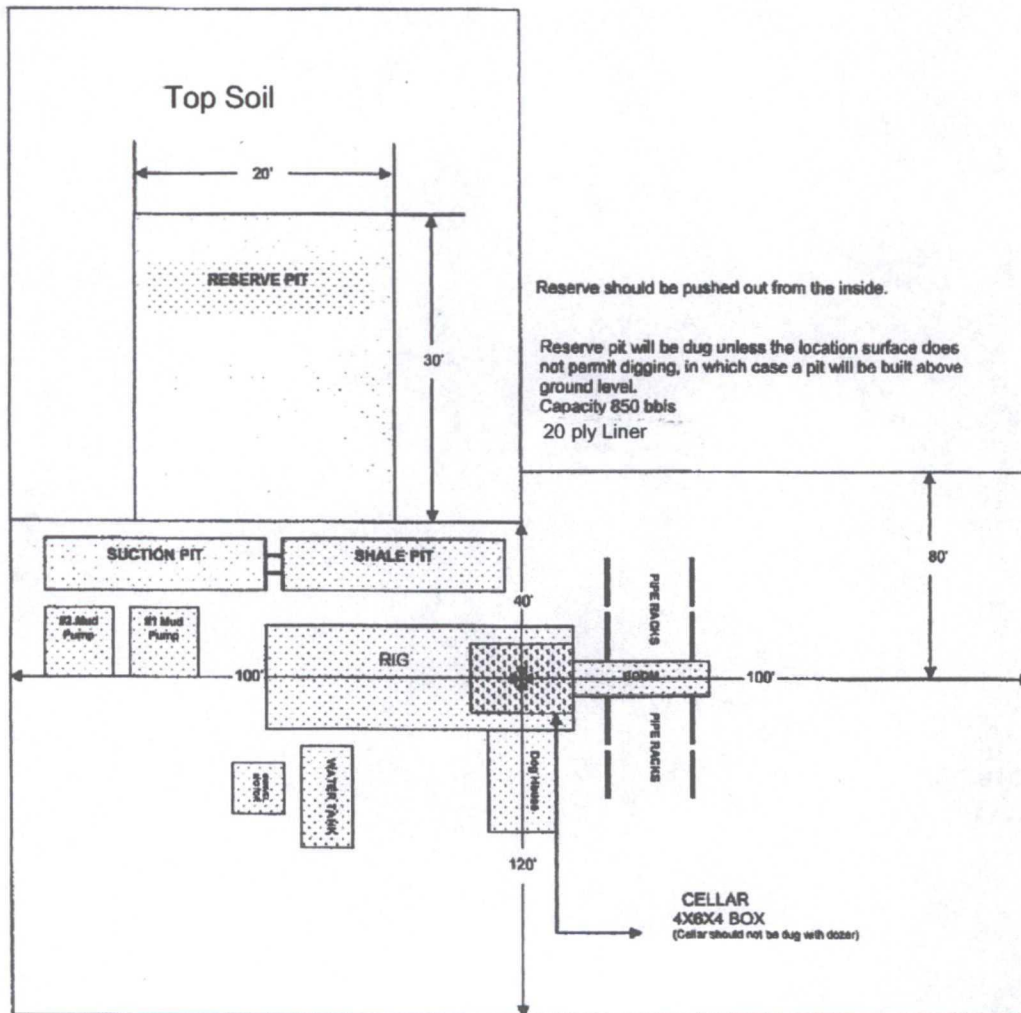 Top Soil
20'
RESERVE PIT
30'
Reserve should be pushed out from the inside.
Reserve pit will be dug unless the location surface does
not permit digging, in which case a pit will be built above
ground level.
Capacity 850 bbls
20 ply Liner
80'
SUCTION PIT
SHALE PIT
40'
#2 Mud
Pump
#1 Mud
Pump
PIPE RACKS
RIG
100'
100'
PIPE RACKS
WATER TANK
Dog House
120'
CELLAR
4X6X4 BOX
(Cellar should not be dug with dozer)